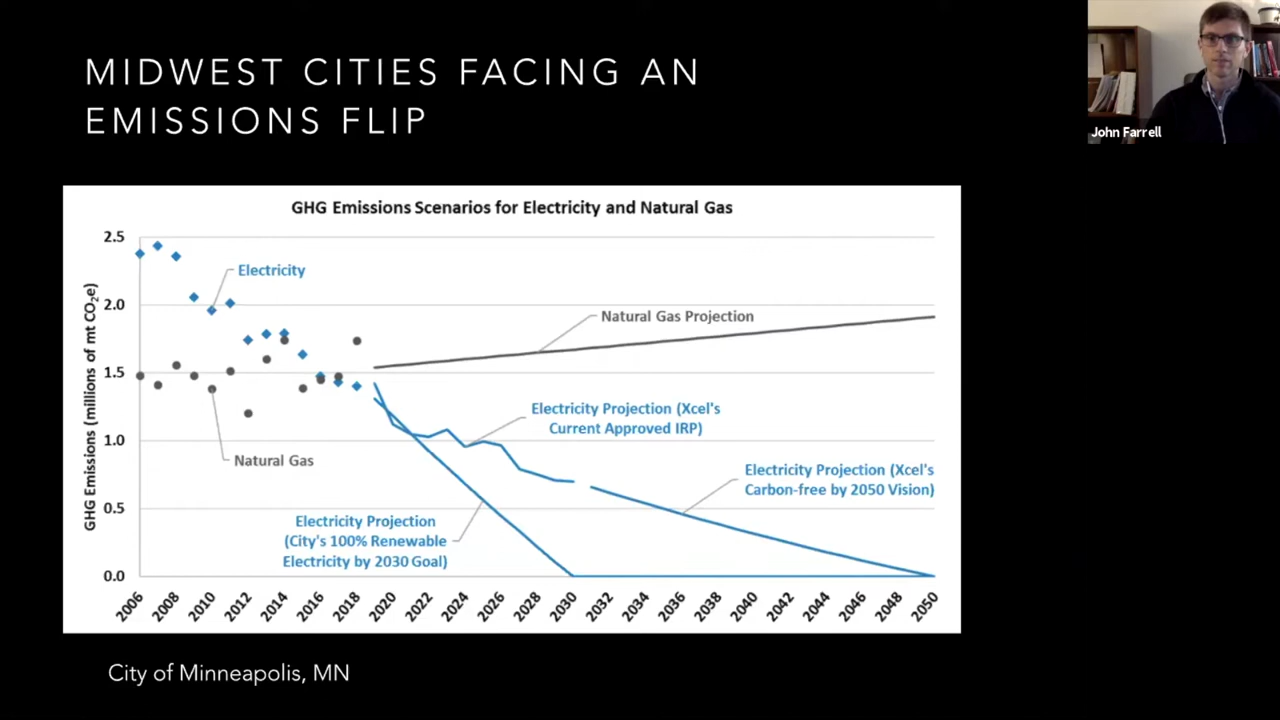 MIDWEST CITIES FACING AN
EMISSIONS FLIP
John Farrell
GHG Emissions Scenarios for Electricity and Natural Gas
GHG Emissions (millions of mt CO₂e)
2.5
2.0
1.5
1.0
0.5
0.0
Electricity
Natural Gas Projection
Electricity Projection (Xcel's
Current Approved IRP)
Natural Gas
Electricity Projection (Xcel's
Carbon-free by 2050 Vision)
Electricity Projection
(City's 100% Renewable
Electricity by 2030 Goal)
2006
2008
2010
2012
2014
2016
2018
2020
2022
2024
2026
2028
2030
2032
2034
2036
2038
2040
2042
2044
2046
2048
2050
City of Minneapolis, MN